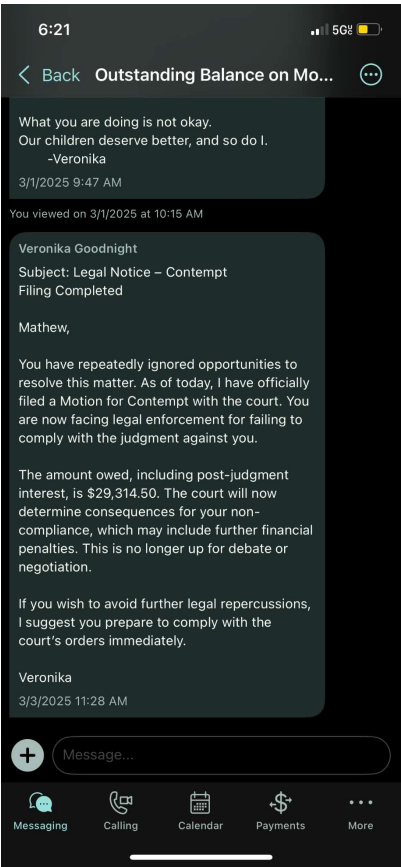 6:21
5G
Back Outstanding Balance on Mo...
What you are doing is not okay.
Our children deserve better, and so do I.
-Veronika
3/1/2025 9:47 AM
You viewed on 3/1/2025 at 10:15 AM
Veronika Goodnight
Subject: Legal Notice – Contempt
Filing Completed
Mathew,
You have repeatedly ignored opportunities to
resolve this matter. As of today, I have officially
filed a Motion for Contempt with the court. You
are now facing legal enforcement for failing to
comply with the judgment against you.
The amount owed, including post-judgment
interest, is $29,314.50. The court will now
determine consequences for your non-
compliance, which may include further financial
penalties. This is no longer up for debate or
negotiation.
If you wish to avoid further legal repercussions,
I suggest you prepare to comply with the
court’s orders immediately.
Veronika
3/3/2025 11:28 AM
Message...
Messaging Calling Calendar Payments More